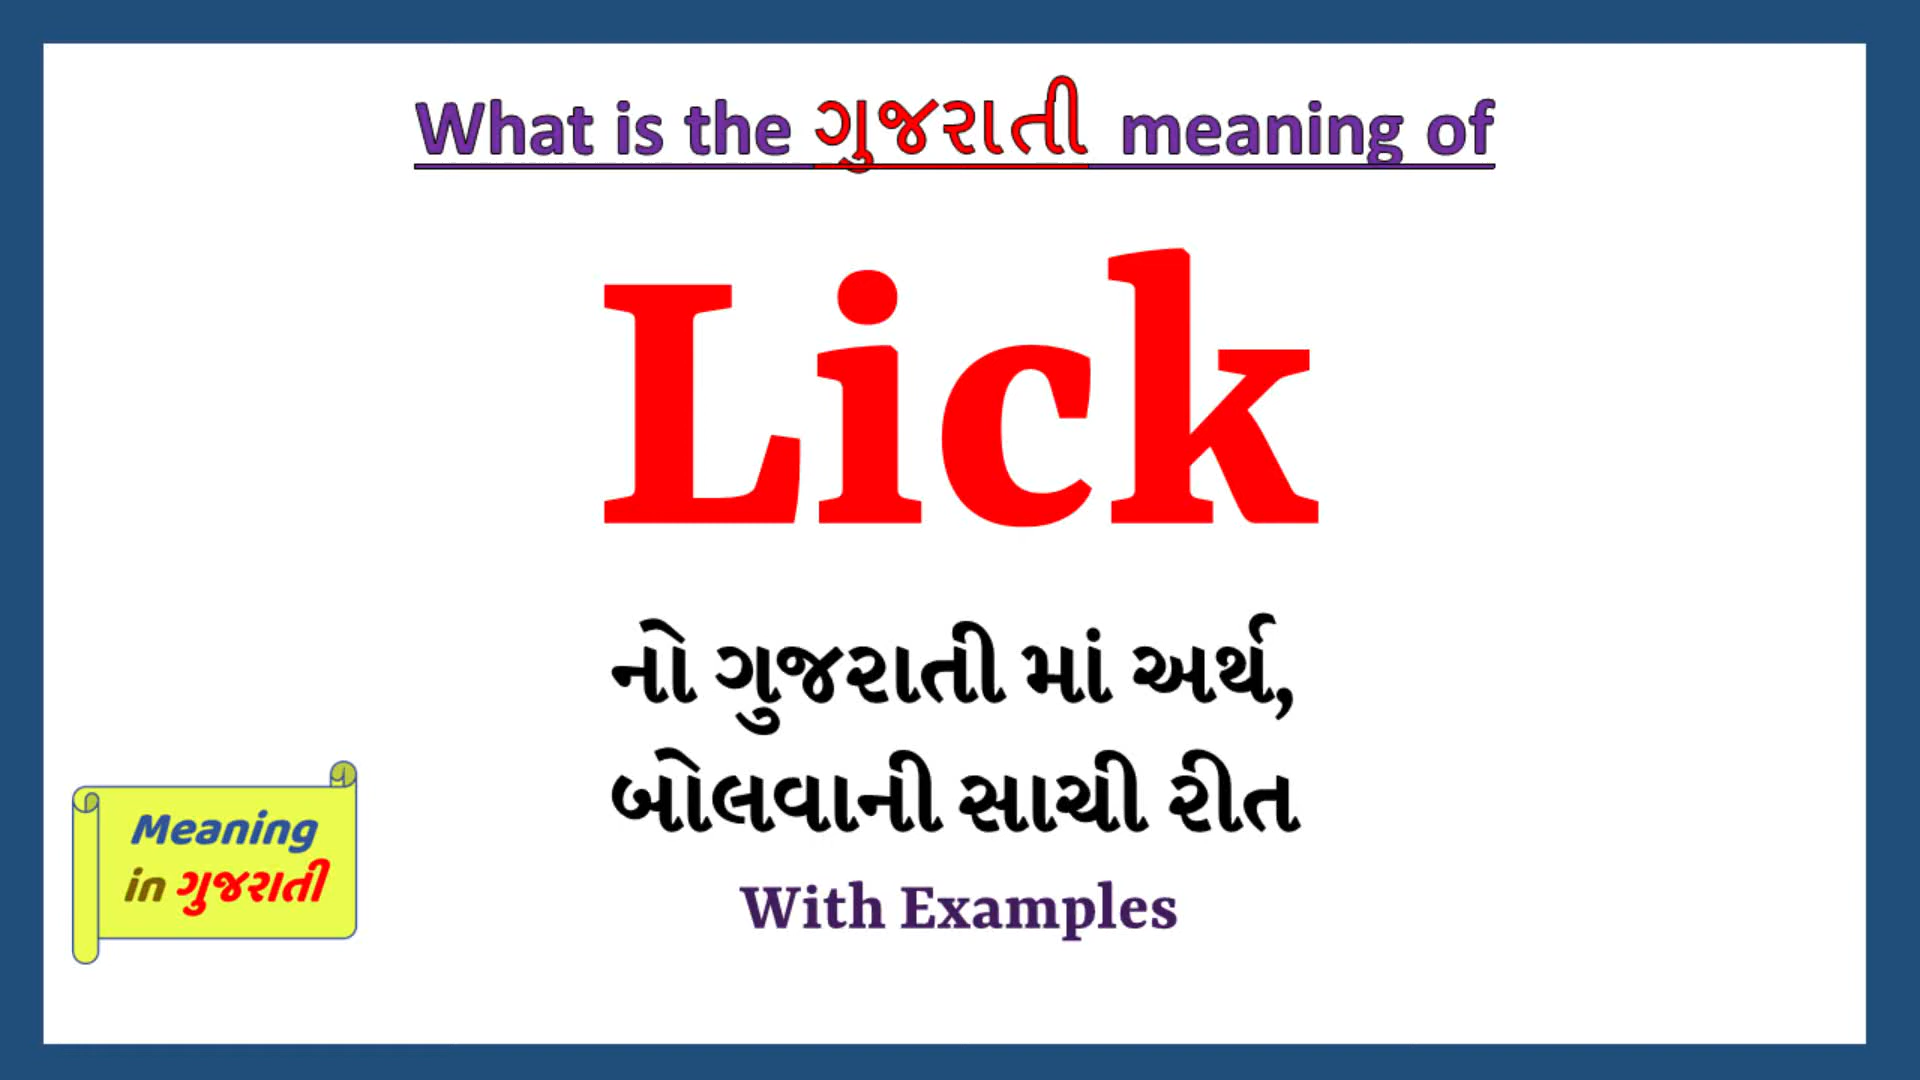 What is the ગુજરાતી meaning of
Lick
નો ગુજરાતી માં અર્થ,
બોલવાની સાચી રીત
With Examples
Meaning
in ગુજરાતી